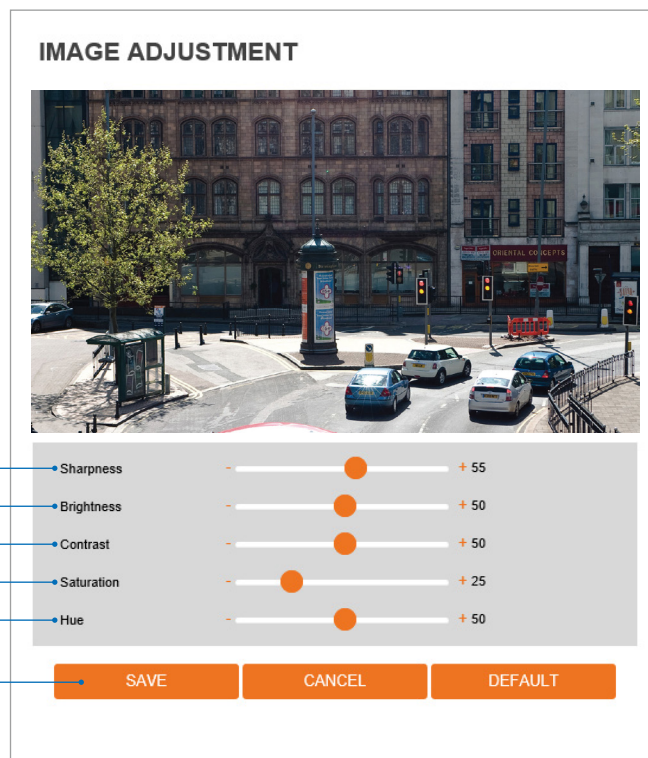 IMAGE ADJUSTMENT
ORIENTAL CONCEPTS
Sharpness - + 55
Brightness - + 50
Contrast - + 50
Saturation - + 25
Hue - + 50
SAVE CANCEL DEFAULT